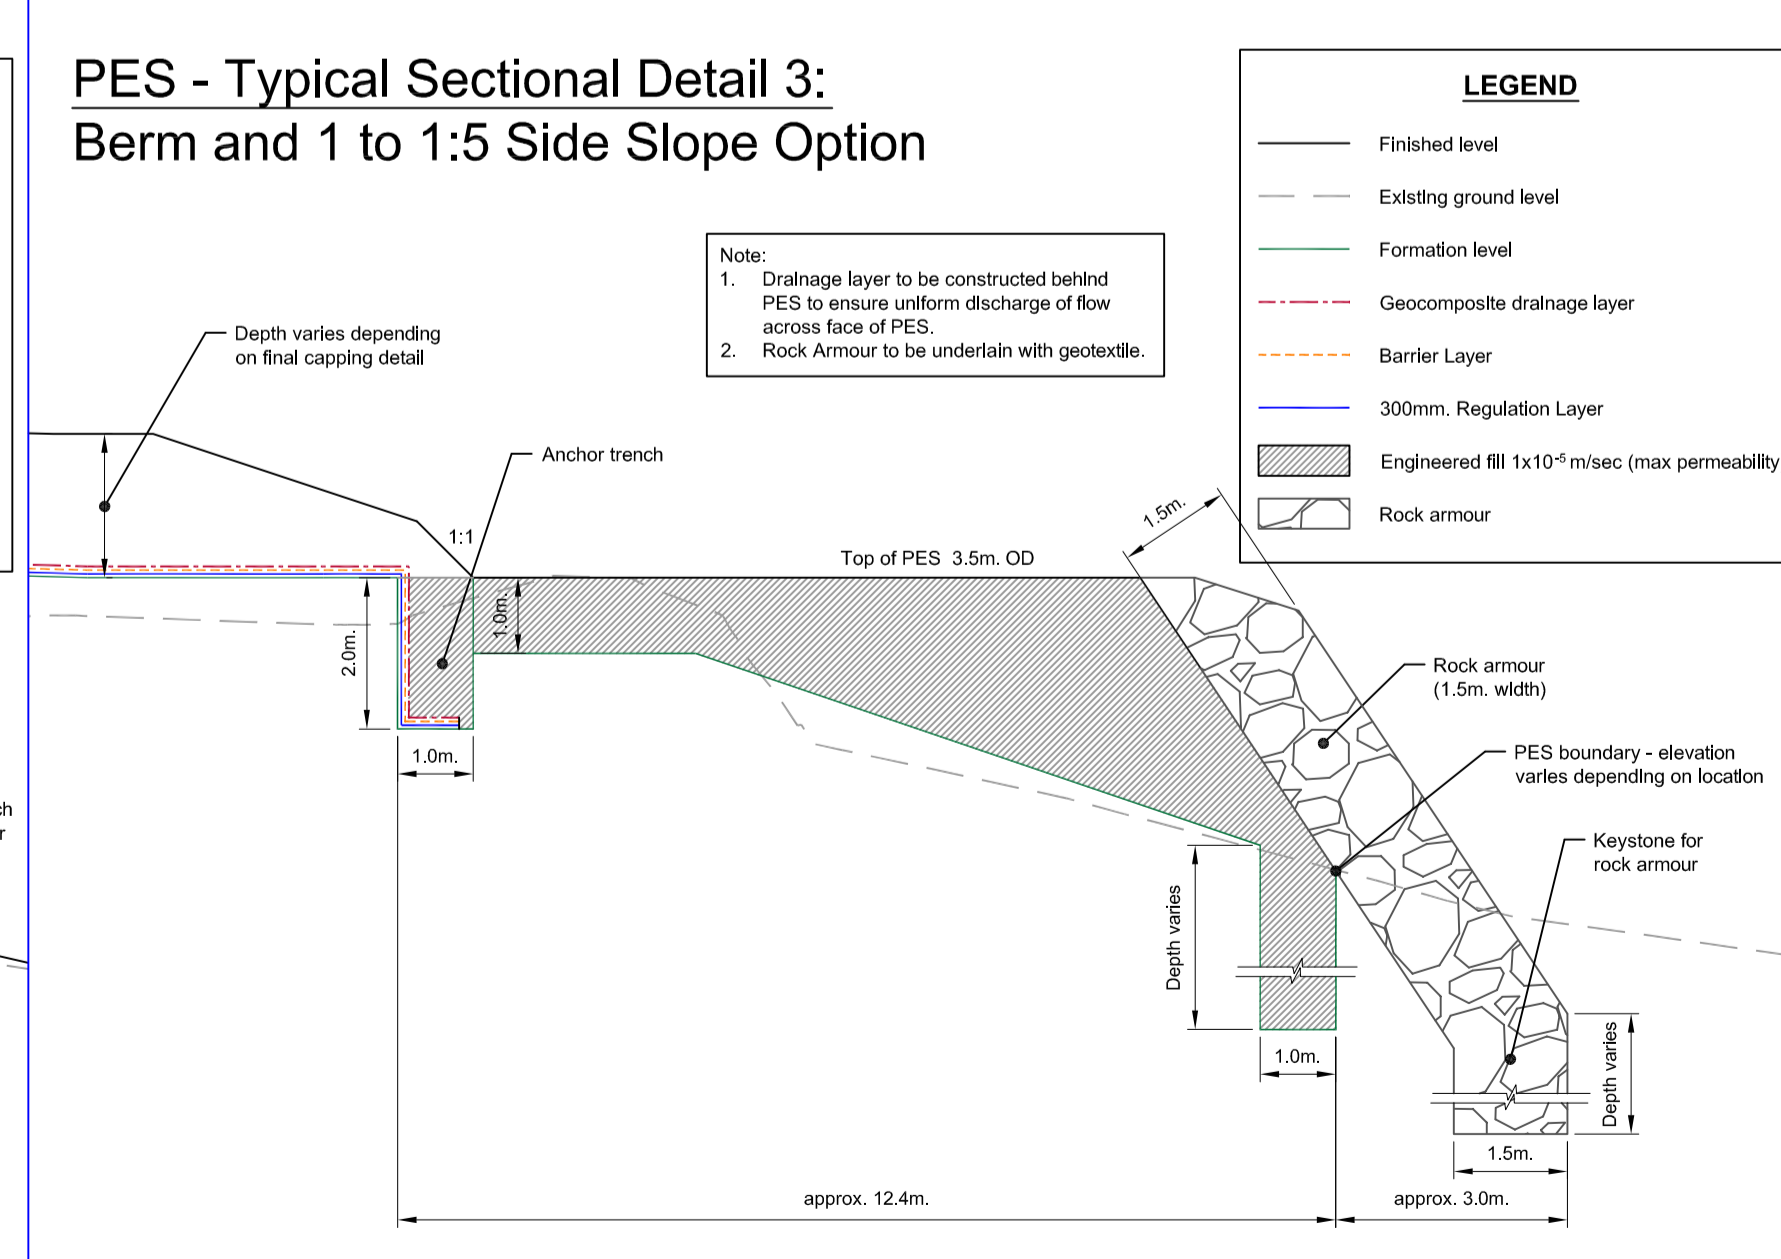 PES - Typical Sectional Detail 3:
Berm and 1 to 1:5 Side Slope Option
LEGEND
Finished level
Existing ground level
Formation level
Geocomposite drainage layer
Barrier Layer
300mm. Regulation Layer
Engineered fill 1x10⁻⁵ m/sec (max permeability
Rock armour
Note:
1. Drainage layer to be constructed behind
PES to ensure uniform discharge of flow
across face of PES.
2. Rock Armour to be underlain with geotextile.
Depth varies depending
on final capping detail
Anchor trench
1:1
Top of PES 3.5m. OD
1.5m.
2.0m.
1.0m.
1.0m.
Rock armour
(1.5m. width)
PES boundary - elevation
varies depending on location
Keystone for
rock armour
Depth varies
1.0m.
Depth varies
1.5m.
approx. 12.4m.
approx. 3.0m.
ch
r